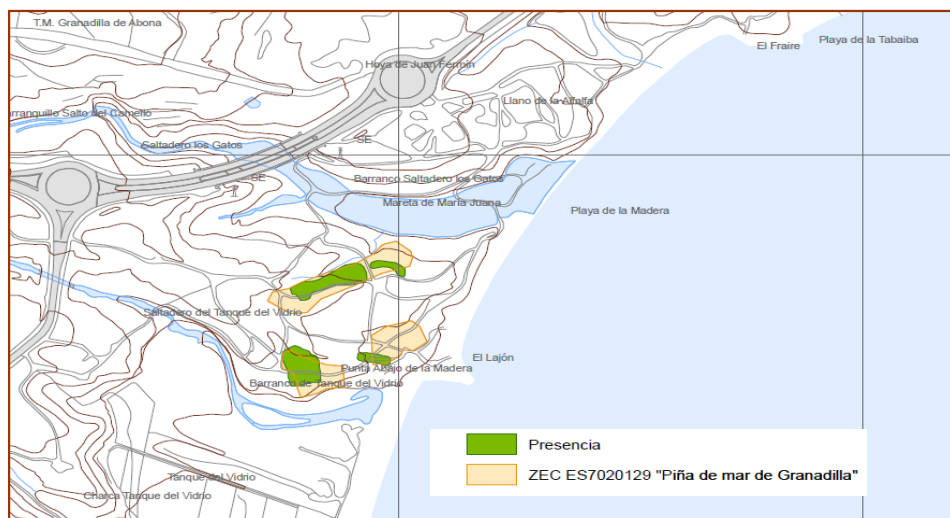 T.M. Granadilla de Abona
El Fraire
Playa de la Tabaiba
Hoya de Juan Fermín
Llano de la Alfalfa
arranquillo Salto del Camello
SE
Saltadero los Gatos
SE
Barranco Saltadero los Gatos
Mareta de María Juana
Playa de la Madera
Saltadero del Tanque del Vidrio
El Lajón
Punta Abajo de la Madera
Barranco de Tanque del Vidrio
Presencia
ZEC ES7020129 "Piña de mar de Granadilla"
Tanque del Vidrio
Charca Tanque del Vidrio